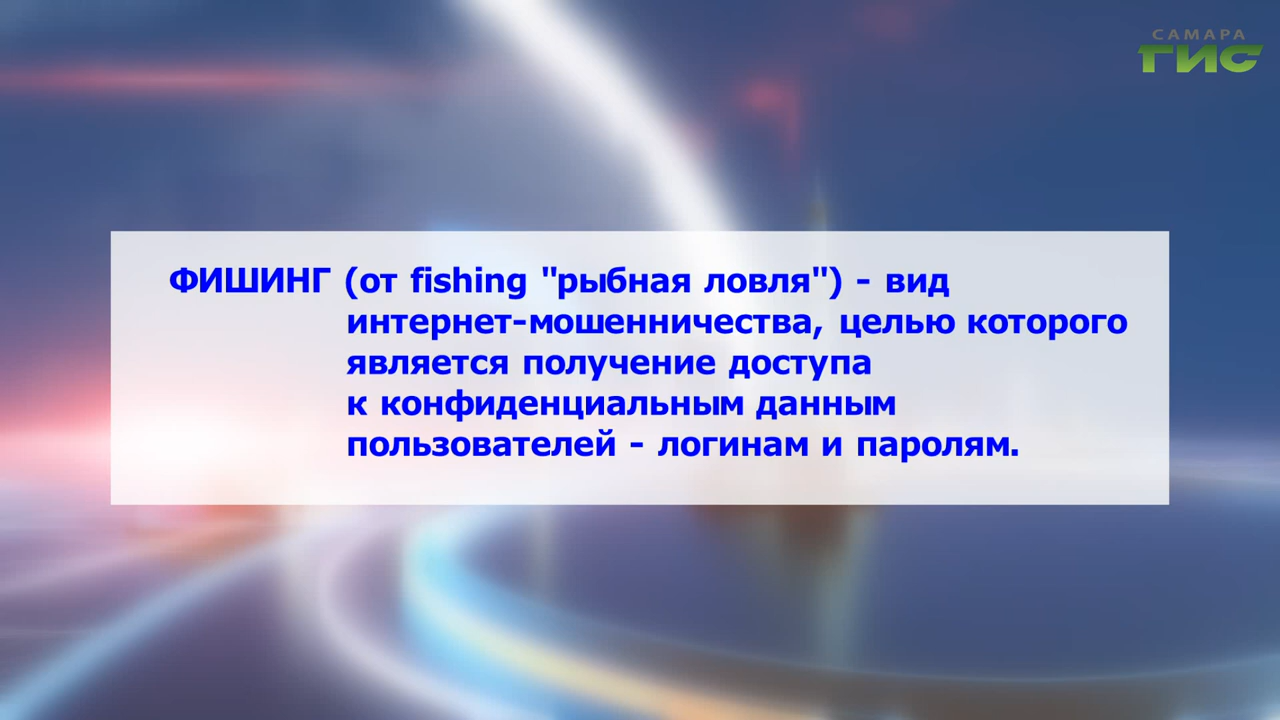 САМАРА
ГИС
ФИШИНГ (от fishing "рыбная ловля") - вид
интернет-мошенничества, целью которого
является получение доступа
к конфиденциальным данным
пользователей - логинам и паролям.